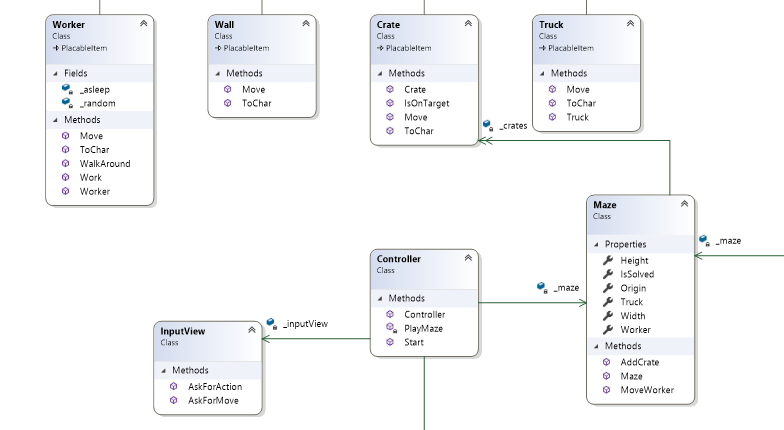 Worker
Class
PlacableItem
Fields
_asleep
_random
Methods
Move
ToChar
WalkAround
Work
Worker
Wall
Class
PlacableItem
Methods
Move
ToChar
Crate
Class
PlacableItem
Methods
Crate
IsOnTarget
Move
ToChar
Truck
Class
PlacableItem
Methods
Move
ToChar
Truck
_crates
Maze
Class
Properties
Height
IsSolved
Origin
Truck
Width
Worker
Methods
AddCrate
Maze
MoveWorker
_maze
Controller
Class
Methods
Controller
PlayMaze
Start
_maze
_inputView
InputView
Class
Methods
AskForAction
AskForMove